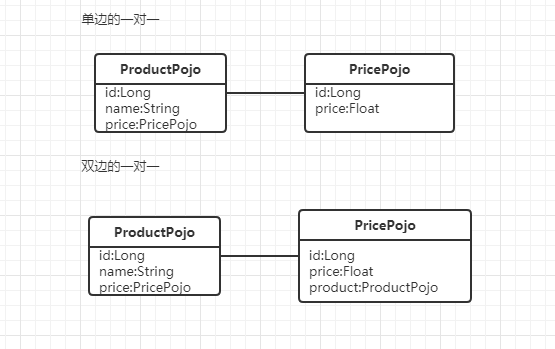 单边的一对一
ProductPojo
id:Long
name:String
price:PricePojo
PricePojo
id:Long
price:Float
双边的一对一
ProductPojo
id:Long
name:String
price:PricePojo
PricePojo
id:Long
price:Float
product:ProductPojo